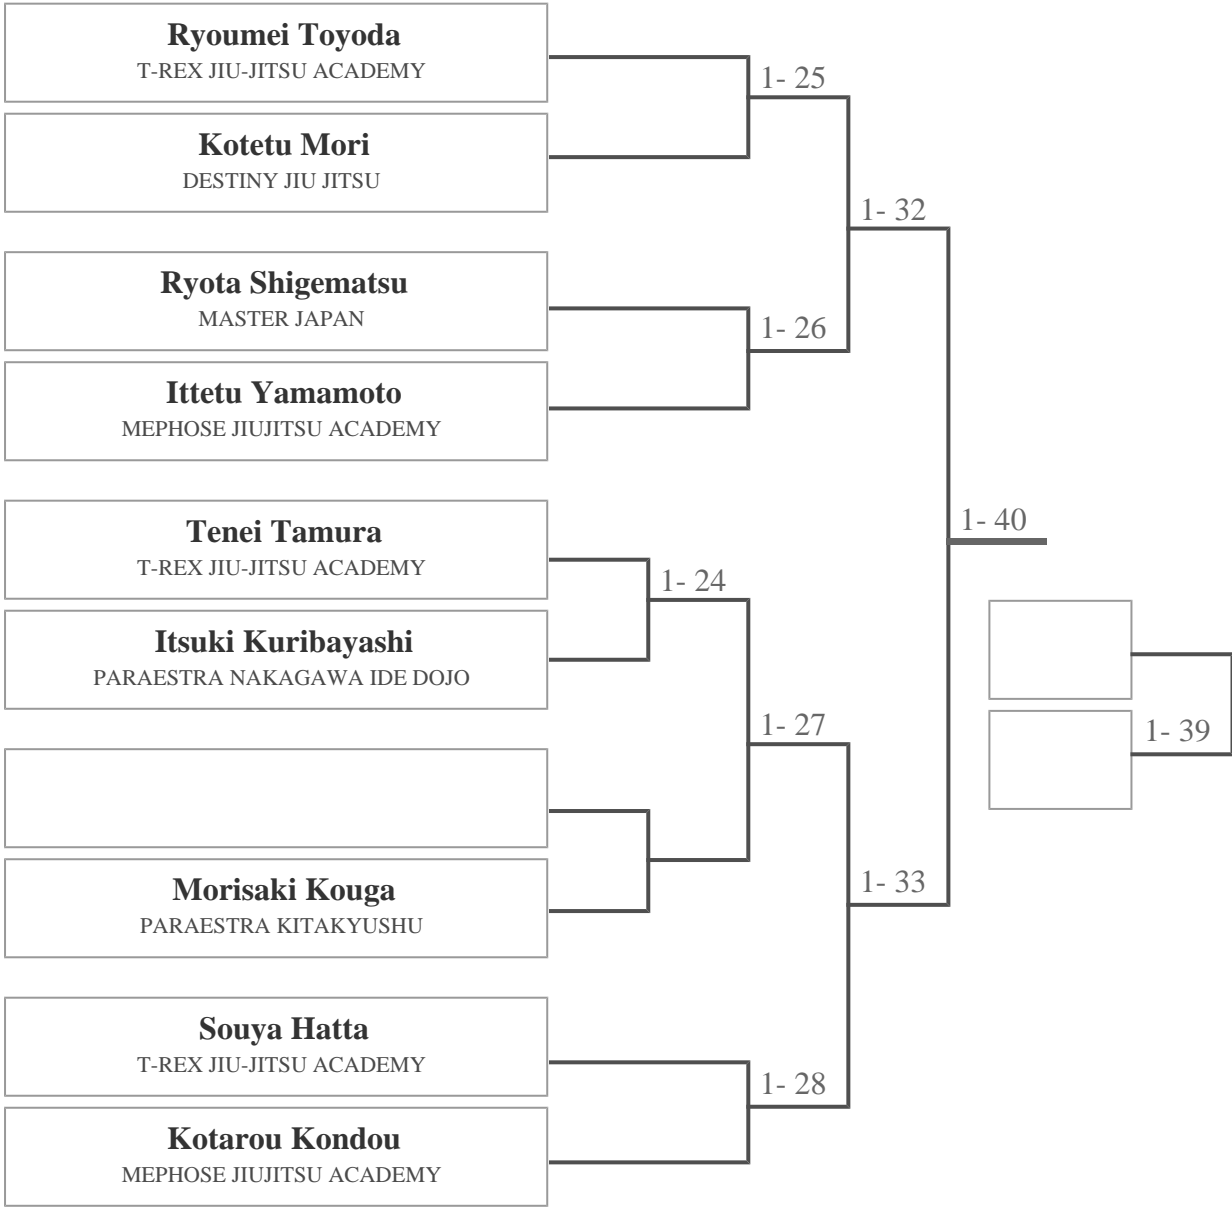 Ryoumei Toyoda
T-REX JIU-JITSU ACADEMY
1- 25
Kotetu Mori
DESTINY JIU JITSU
1- 32
Ryota Shigematsu
MASTER JAPAN
1- 26
Ittetu Yamamoto
MEPHOSE JIUJITSU ACADEMY
Tenei Tamura
T-REX JIU-JITSU ACADEMY
1- 40
1- 24
Itsuki Kuribayashi
PARAESTRA NAKAGAWA IDE DOJO
1- 27
1- 39
Morisaki Kouga
PARAESTRA KITAKYUSHU
1- 33
Souya Hatta
T-REX JIU-JITSU ACADEMY
1- 28
Kotarou Kondou
MEPHOSE JIUJITSU ACADEMY